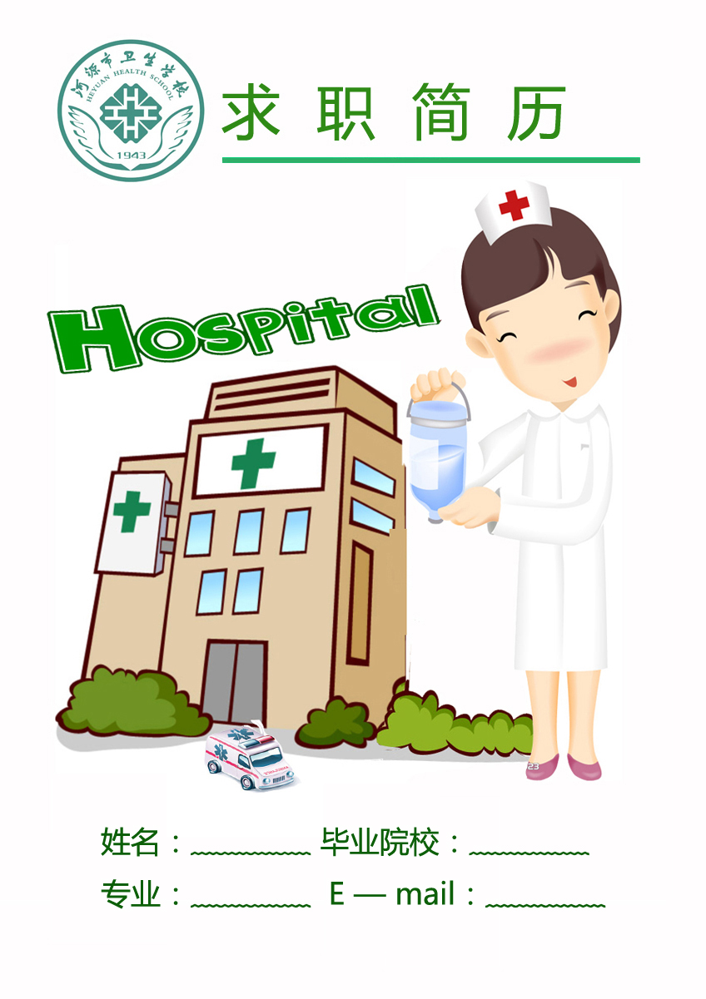 河源市卫生学校
HEYUAN HEALTH SCHOOL
1943
求职简历
Hospital
23
姓名： 毕业院校：
专业： E — mail：